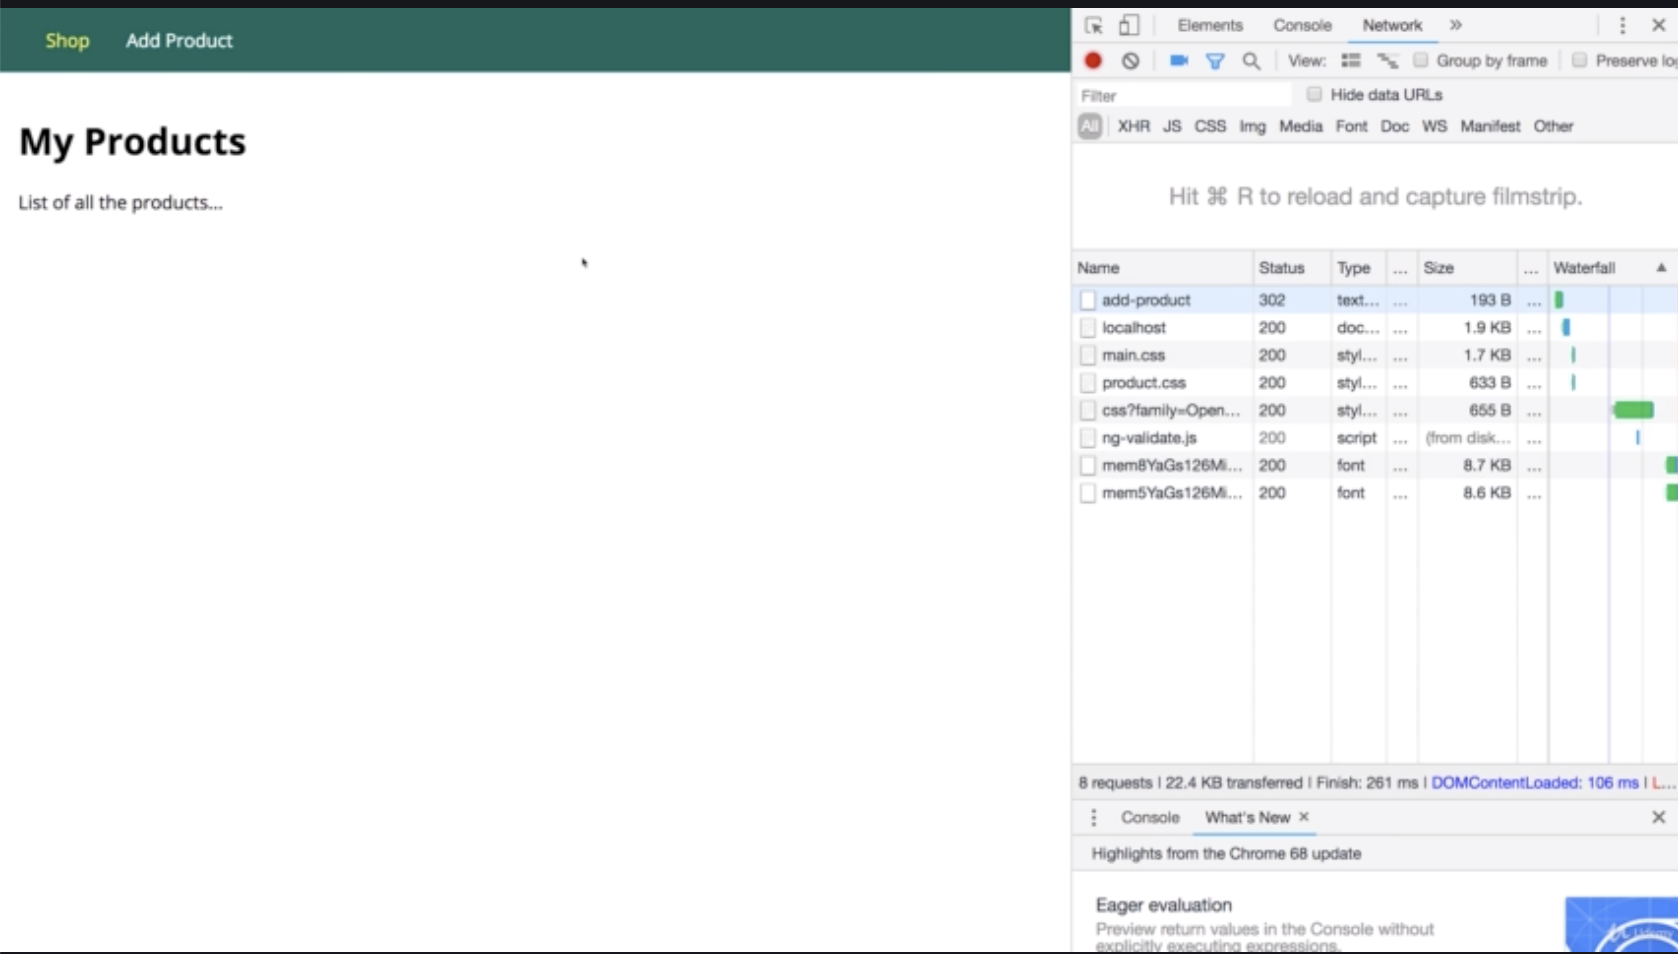 Shop Add Product
My Products
List of all the products...
Elements Console Network »
View: Group by frame Preserve lo
Filter Hide data URLs
All XHR JS CSS Img Media Font Doc WS Manifest Other
Hit ⌘ R to reload and capture filmstrip.
Name Status Type ... Size ... Waterfall ▲
add-product 302 text... ... 193 B ...
localhost 200 doc... ... 1.9 KB ...
main.css 200 styl... ... 1.7 KB ...
product.css 200 styl... ... 633 B ...
css?family=Open... 200 styl... ... 655 B ...
ng-validate.js 200 script ... (from disk... ...
mem8YaGs126Mi... 200 font ... 8.7 KB ...
mem5YaGs126Mi... 200 font ... 8.6 KB ...
8 requests | 22.4 KB transferred | Finish: 261 ms | DOMContentLoaded: 106 ms | L...
Console What's New ×
Highlights from the Chrome 68 update
Eager evaluation
Preview return values in the Console without
explicitly executing expressions.
Udemy